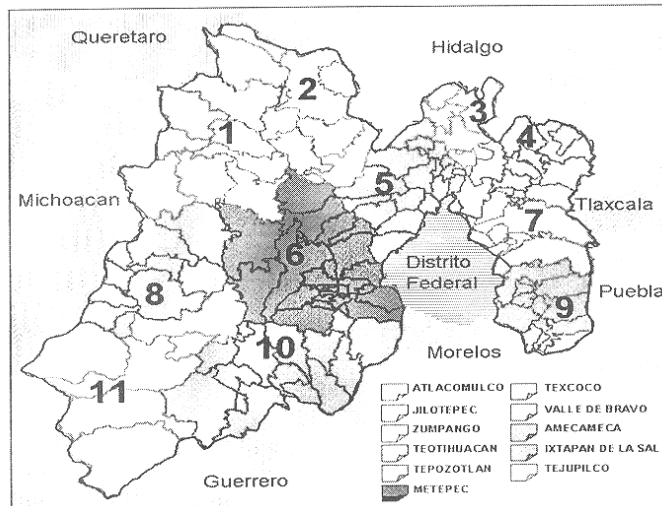 Queretaro
Hidalgo
2
3
1
4
5
Michoacan
Tlaxcala
7
6
Distrito
Federal
8
Puebla
9
10
Morelos
11
ATLACOMULCO
TEXCOCO
JILOTEPEC
VALLE DE BRAVO
ZUMPANGO
AMECAMECA
TEOTIHUACAN
IXTAPAN DE LA SAL
TEPOZOTLAN
TEJUPILCO
METEPEC
Guerrero